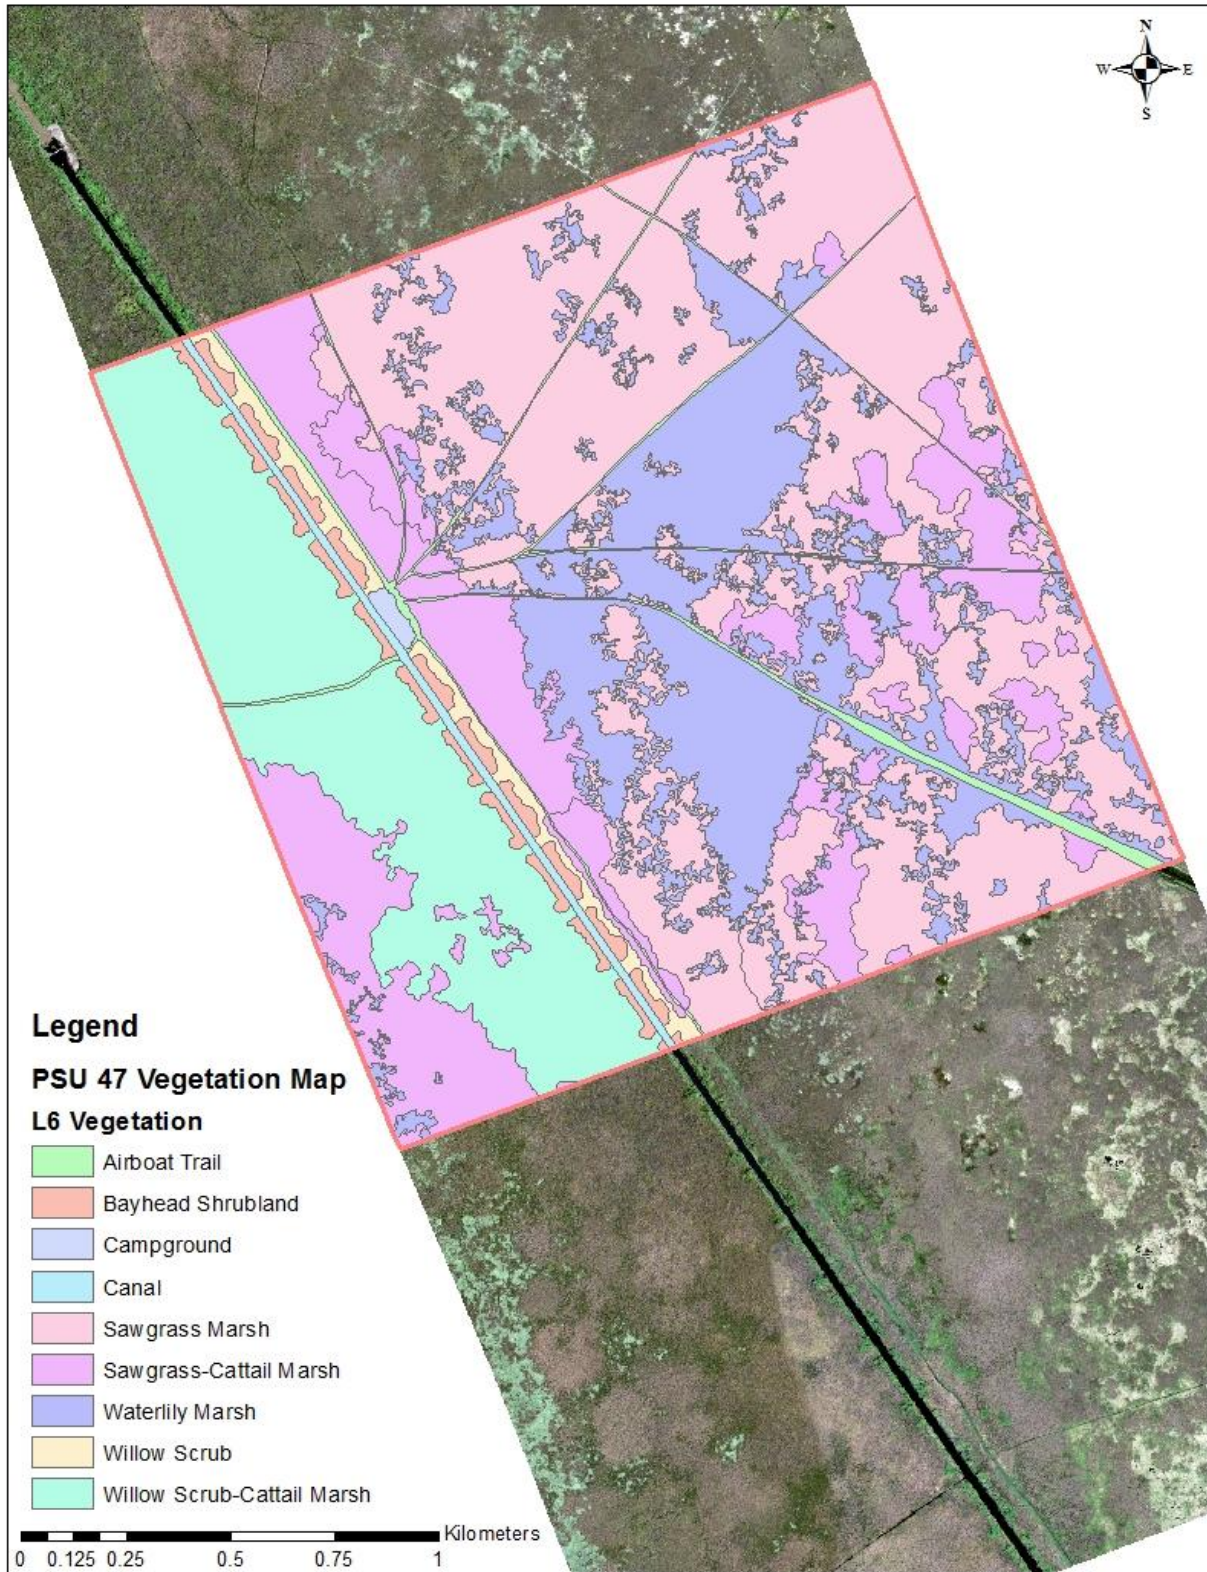 N
W E
S
Legend
PSU 47 Vegetation Map
L6 Vegetation
Airboat Trail
Bayhead Shrubland
Campground
Canal
Sawgrass Marsh
Sawgrass-Cattail Marsh
Waterlily Marsh
Willow Scrub
Willow Scrub-Cattail Marsh
Kilometers
0 0.125 0.25 0.5 0.75 1